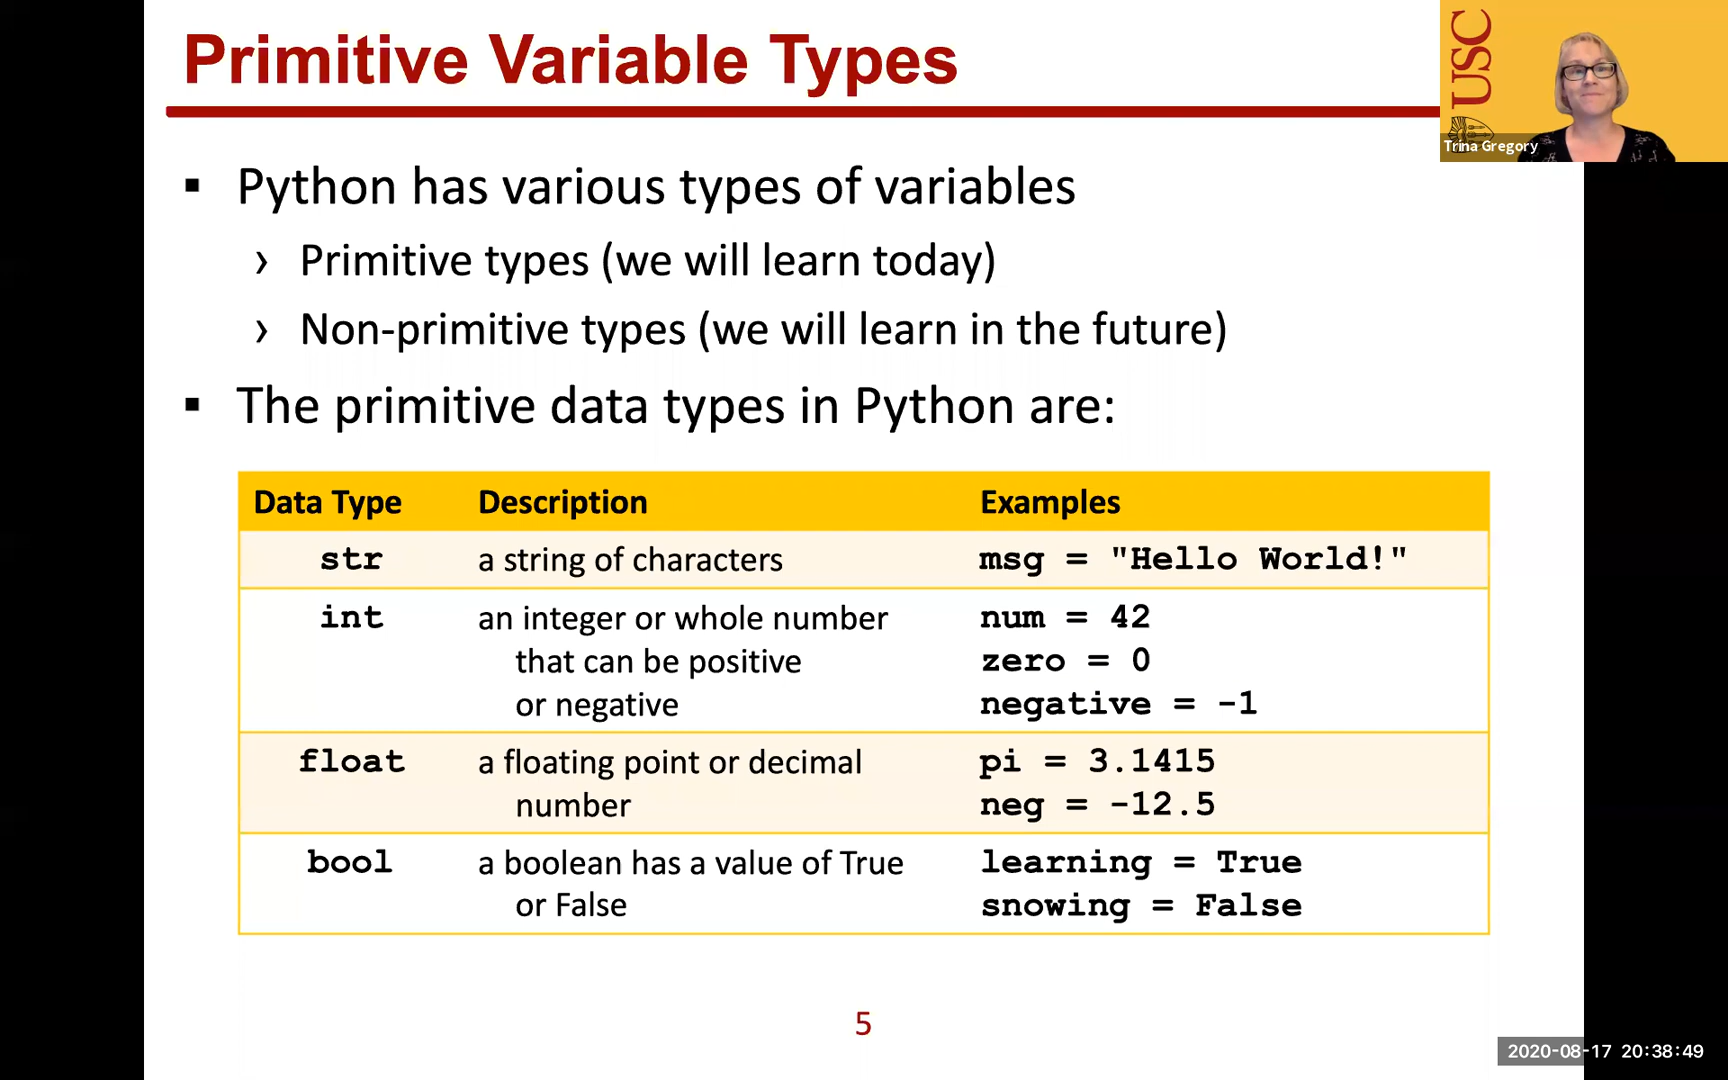 Primitive Variable Types
USC
Trina Gregory
▪ Python has various types of variables
› Primitive types (we will learn today)
› Non-primitive types (we will learn in the future)
▪ The primitive data types in Python are:
Data Type Description Examples
str a string of characters msg = "Hello World!"
int an integer or whole number num = 42
that can be positive zero = 0
or negative negative = -1
float a floating point or decimal pi = 3.1415
number neg = -12.5
bool a boolean has a value of True learning = True
or False snowing = False
5
2020-08-17 20:38:49